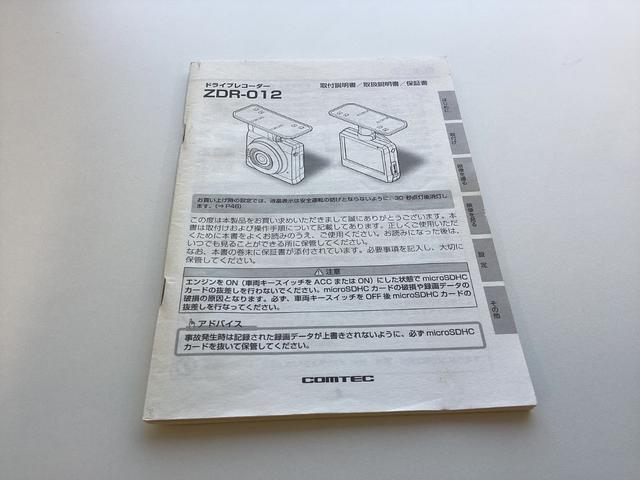 ドライブレコーダー
ZDR-012
取付説明書/取扱説明書/保証書
はじめに
取付け
映像を撮る
映像を見る
設定
その他
お買い上げ時の設定では、液晶表示は安全運転の妨げとならないように、30秒点灯後消灯し
ます。(⇒P46)
この度は本製品をお買い求めいただきまして誠にありがとうございます。本
書は取付けおよび操作手順について記載してあります。正しくご使用いただ
くために本書をよくお読みのうえ、ご使用ください。お読みになった後は、
いつでも見ることができる所に保管してください。
なお、本書の巻末に保証書が添付されています。必要事項を記入し、大切に
保管してください。
⚠注意
エンジンをON(車両キースイッチをACCまたはON)にした状態でmicroSDHC
カードの抜差しを行わないでください。microSDHCカードの破損や録画データの
破損の原因となります。必ず、車両キースイッチをOFF後microSDHCカードの
抜差しを行なってください。
アドバイス
事故発生時は記録された録画データが上書きされないように、必ずmicroSDHC
カードを抜いて保管してください。
COMTEC